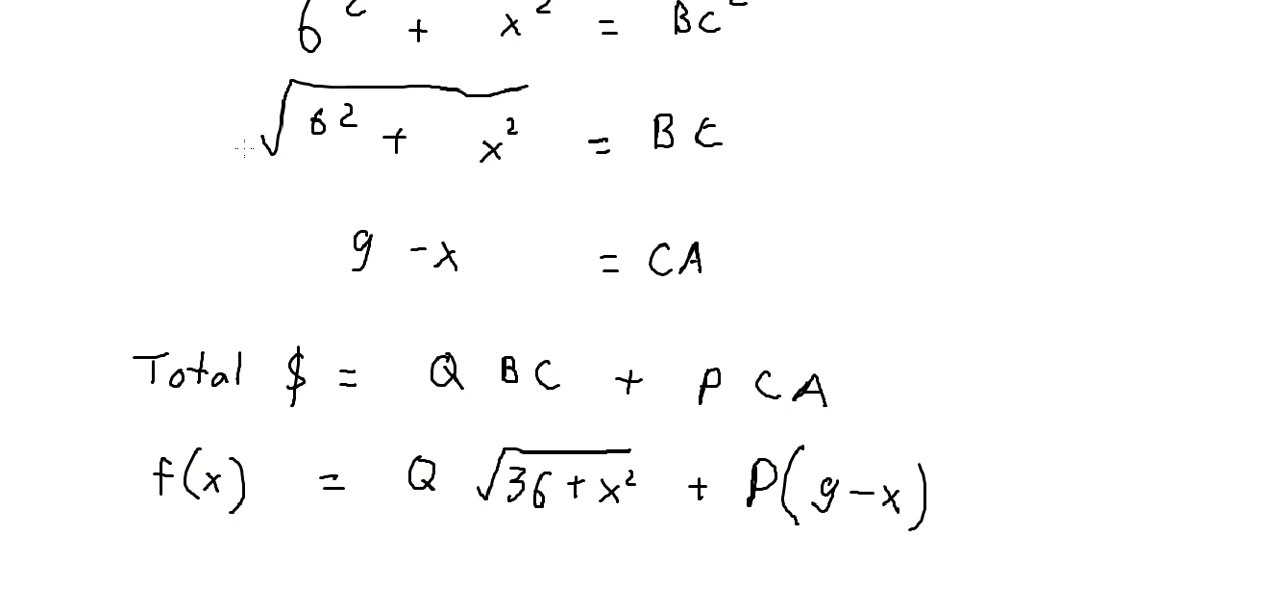 6² + x² = BC²
√(6² + x²) = BC
9 - x = CA
Total $ = Q BC + P CA
f(x) = Q √(36 + x²) + P(9 - x)